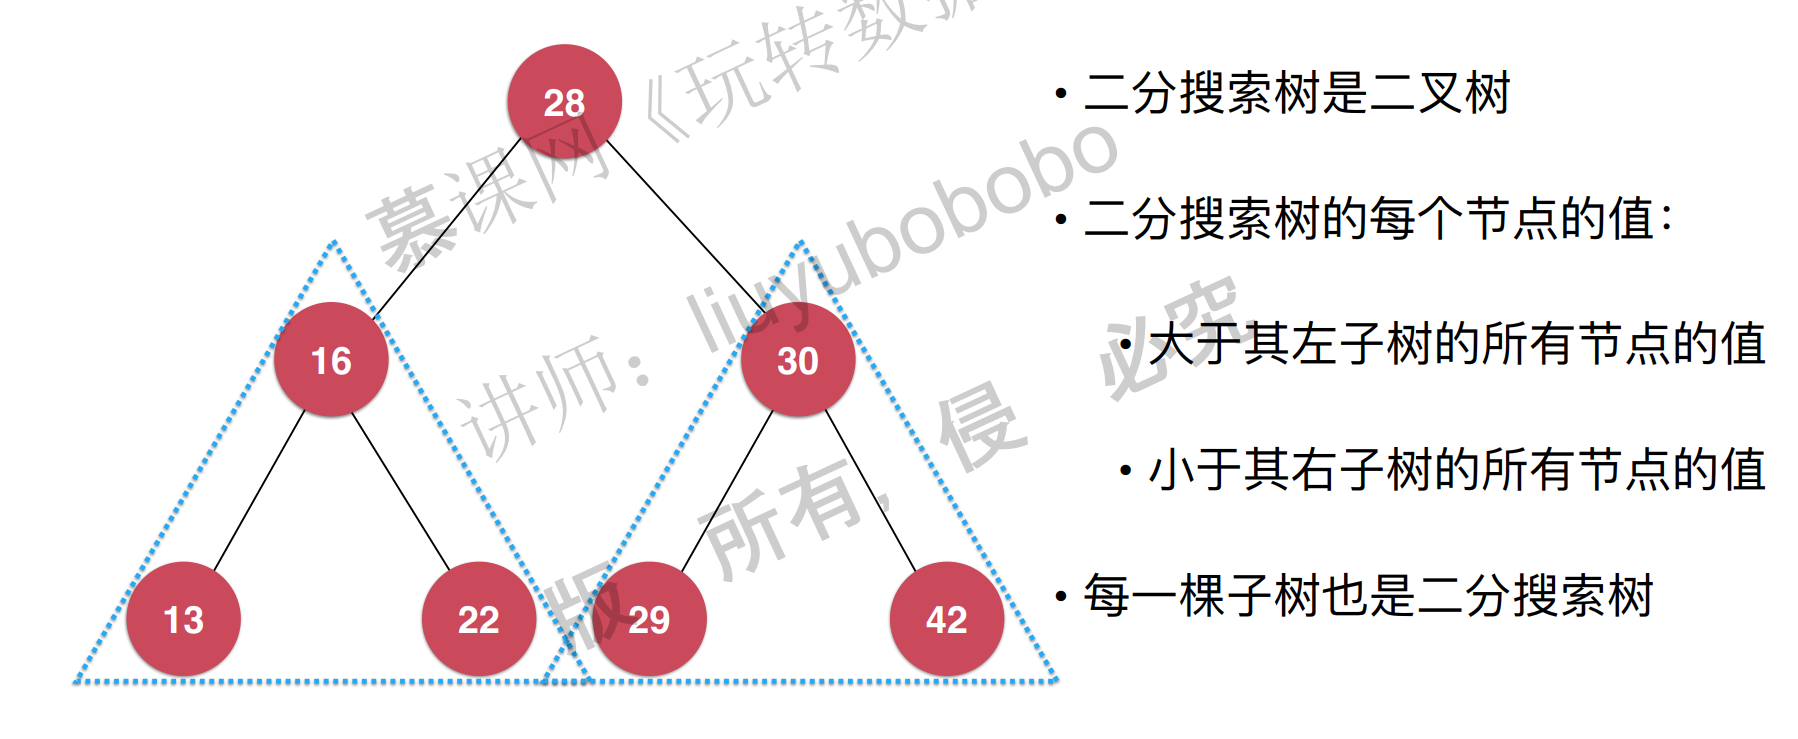 28
16
30
13
22
29
42
• 二分搜索树是二叉树
• 二分搜索树的每个节点的值：
• 大于其左子树的所有节点的值
• 小于其右子树的所有节点的值
• 每一棵子树也是二分搜索树
慕课网《玩转数据
讲师：liuyubobobo
版 所有，侵 必究